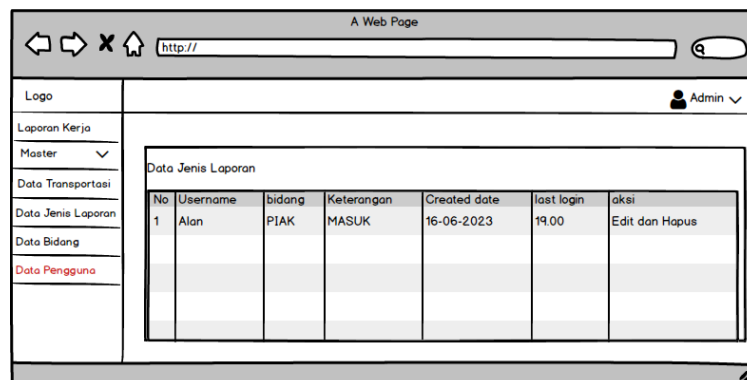 A Web Page
http://
Logo
Admin
Laporan Kerja
Master
Data Transportasi
Data Jenis Laporan
Data Bidang
Data Pengguna
Data Jenis Laporan
No Username bidang Keterangan Created date last login aksi
1 Alan PIAK MASUK 16-06-2023 19.00 Edit dan Hapus